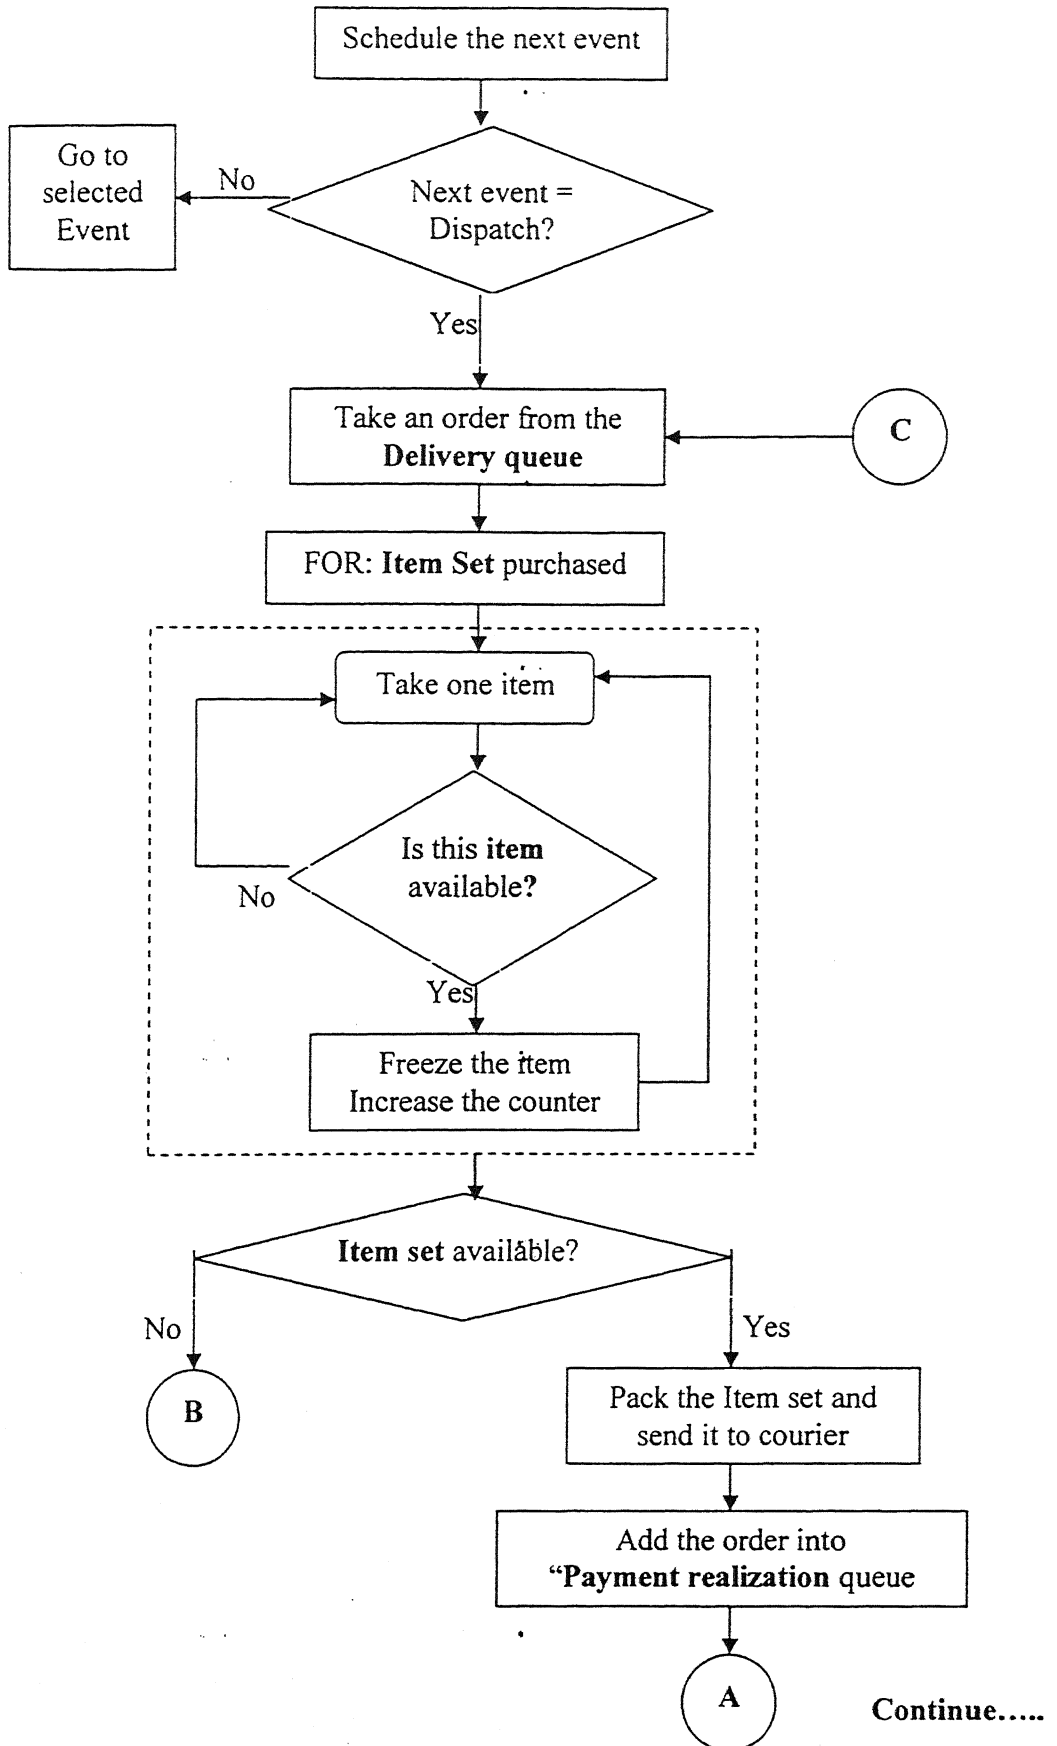 Schedule the next event
Go to
selected
Event
No
Next event =
Dispatch?
Yes
Take an order from the
Delivery queue
C
FOR: Item Set purchased
Take one item
Is this item
available?
No
Yes
Freeze the item
Increase the counter
Item set available?
No
Yes
B
Pack the Item set and
send it to courier
Add the order into
“Payment realization queue
A
Continue.....